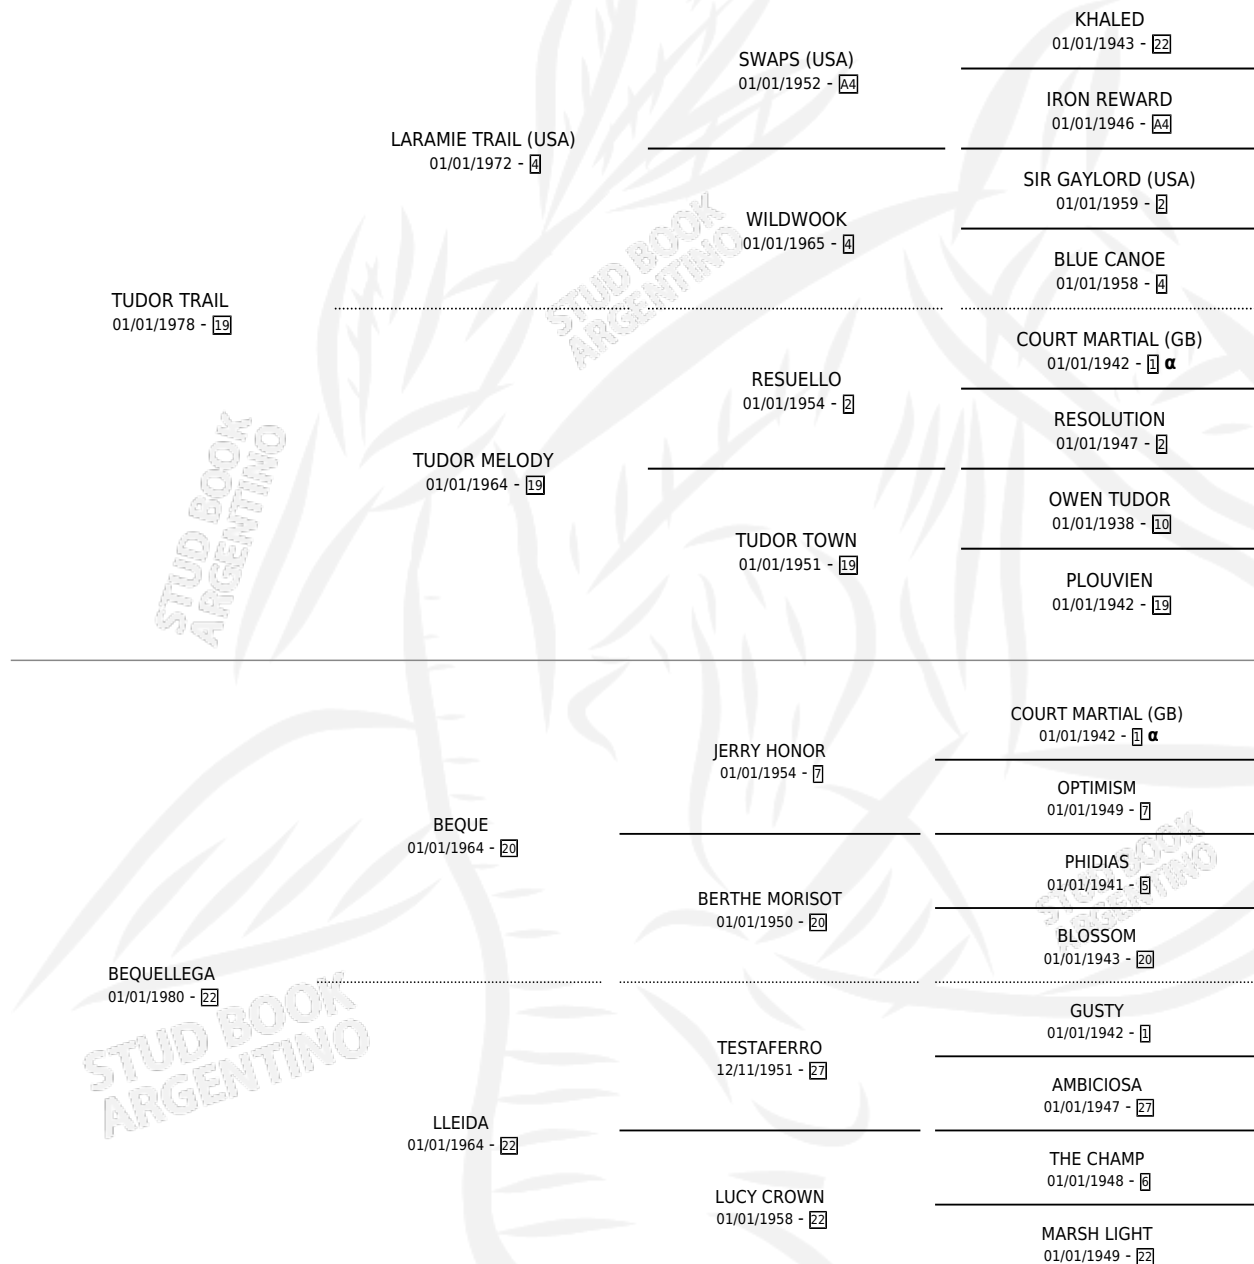 KHALED
01/01/1943 - 22
SWAPS (USA)
01/01/1952 - A4
IRON REWARD
01/01/1946 - A4
LARAMIE TRAIL (USA)
01/01/1972 - 4
SIR GAYLORD (USA)
01/01/1959 - 2
WILDWOOK
01/01/1965 - 4
BLUE CANOE
01/01/1958 - 4
TUDOR TRAIL
01/01/1978 - 19
COURT MARTIAL (GB)
01/01/1942 - 1 α
RESUELLO
01/01/1954 - 2
RESOLUTION
01/01/1947 - 2
TUDOR MELODY
01/01/1964 - 19
OWEN TUDOR
01/01/1938 - 10
TUDOR TOWN
01/01/1951 - 19
PLOUVIEN
01/01/1942 - 19
COURT MARTIAL (GB)
01/01/1942 - 1 α
JERRY HONOR
01/01/1954 - 7
OPTIMISM
01/01/1949 - 7
BEQUE
01/01/1964 - 20
PHIDIAS
01/01/1941 - 5
BERTHE MORISOT
01/01/1950 - 20
BLOSSOM
01/01/1943 - 20
BEQUELLEGA
01/01/1980 - 22
GUSTY
01/01/1942 - 1
TESTAFERRO
12/11/1951 - 27
AMBICIOSA
01/01/1947 - 27
LLEIDA
01/01/1964 - 22
THE CHAMP
01/01/1948 - 6
LUCY CROWN
01/01/1958 - 22
MARSH LIGHT
01/01/1949 - 22
STUD BOOK
ARGENTINO
STUD BOOK
ARGENTINO
STUD BOOK
ARGENTINO
STUD BOOK
ARGENTINO